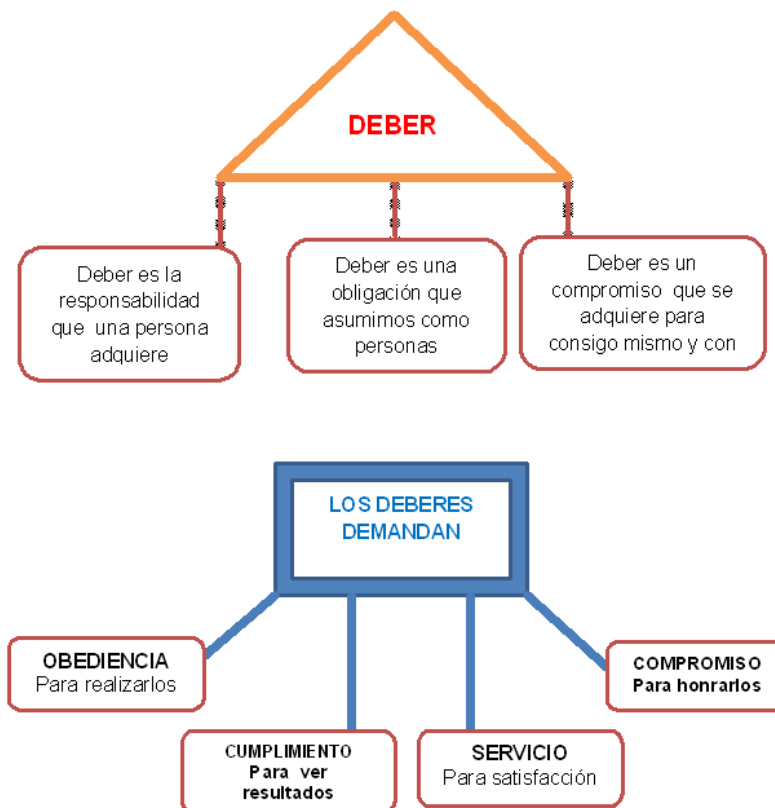 DEBER
Deber es la
responsabilidad
que una persona
adquiere
Deber es una
obligación que
asumimos como
personas
Deber es un
compromiso que se
adquiere para
consigo mismo y con
LOS DEBERES
DEMANDAN
OBEDIENCIA
Para realizarlos
CUMPLIMIENTO
Para ver
resultados
SERVICIO
Para satisfacción
COMPROMISO
Para honrarlos